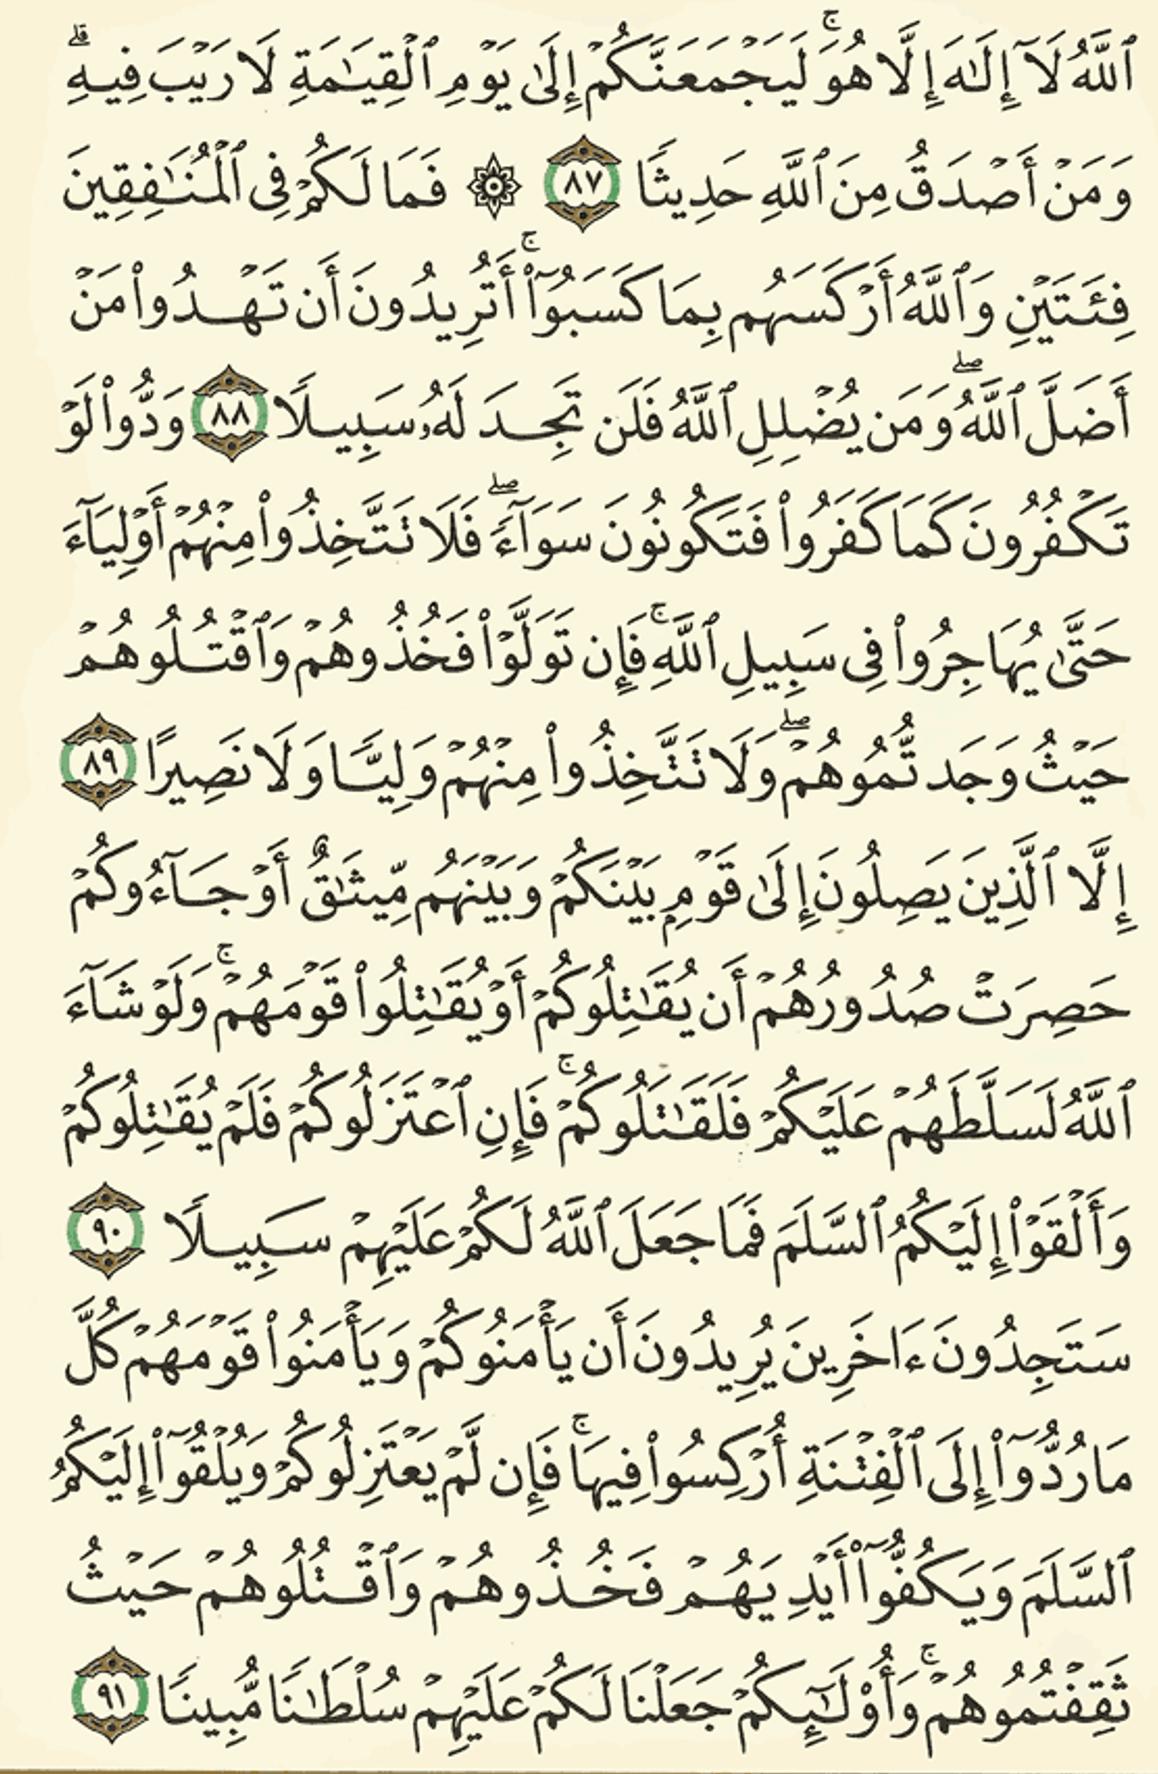 ٱللَّهُ لَآ إِلَٰهَ إِلَّا هُوَۚ لَيَجْمَعَنَّكُمْ إِلَىٰ يَوْمِ ٱلْقِيَٰمَةِ لَا رَيْبَ فِيهِۗ
وَمَنْ أَصْدَقُ مِنَ ٱللَّهِ حَدِيثًا ٨٧ ۞ فَمَا لَكُمْ فِى ٱلْمُنَٰفِقِينَ
فِئَتَيْنِ وَٱللَّهُ أَرْكَسَهُم بِمَا كَسَبُوٓا۟ۚ أَتُرِيدُونَ أَن تَهْدُوا۟ مَنْ
أَضَلَّ ٱللَّهُۖ وَمَن يُضْلِلِ ٱللَّهُ فَلَن تَجِدَ لَهُۥ سَبِيلًا ٨٨ وَدُّوا۟ لَوْ
تَكْفُرُونَ كَمَا كَفَرُوا۟ فَتَكُونُونَ سَوَآءًۖ فَلَا تَتَّخِذُوا۟ مِنْهُمْ أَوْلِيَآءَ
حَتَّىٰ يُهَاجِرُوا۟ فِى سَبِيلِ ٱللَّهِۚ فَإِن تَوَلَّوْا۟ فَخُذُوهُمْ وَٱقْتُلُوهُمْ
حَيْثُ وَجَدتُّمُوهُمْۖ وَلَا تَتَّخِذُوا۟ مِنْهُمْ وَلِيًّا وَلَا نَصِيرًا ٨٩
إِلَّا ٱلَّذِينَ يَصِلُونَ إِلَىٰ قَوْمٍۭ بَيْنَكُمْ وَبَيْنَهُم مِّيثَٰقٌ أَوْ جَآءُوكُمْ
حَصِرَتْ صُدُورُهُمْ أَن يُقَٰتِلُوكُمْ أَوْ يُقَٰتِلُوا۟ قَوْمَهُمْۚ وَلَوْ شَآءَ
ٱللَّهُ لَسَلَّطَهُمْ عَلَيْكُمْ فَلَقَٰتَلُوكُمْۚ فَإِنِ ٱعْتَزَلُوكُمْ فَلَمْ يُقَٰتِلُوكُمْ
وَأَلْقَوْا۟ إِلَيْكُمُ ٱلسَّلَمَ فَمَا جَعَلَ ٱللَّهُ لَكُمْ عَلَيْهِمْ سَبِيلًا ٩٠
سَتَجِدُونَ ءَاخَرِينَ يُرِيدُونَ أَن يَأْمَنُوكُمْ وَيَأْمَنُوا۟ قَوْمَهُمْ كُلَّ
مَا رُدُّوٓا۟ إِلَى ٱلْفِتْنَةِ أُرْكِسُوا۟ فِيهَاۚ فَإِن لَّمْ يَعْتَزِلُوكُمْ وَيُلْقُوٓا۟ إِلَيْكُمُ
ٱلسَّلَمَ وَيَكُفُّوٓا۟ أَيْدِيَهُمْ فَخُذُوهُمْ وَٱقْتُلُوهُمْ حَيْثُ
ثَقِفْتُمُوهُمْۚ وَأُو۟لَٰٓئِكُمْ جَعَلْنَا لَكُمْ عَلَيْهِمْ سُلْطَٰنًا مُّبِينًا ٩١